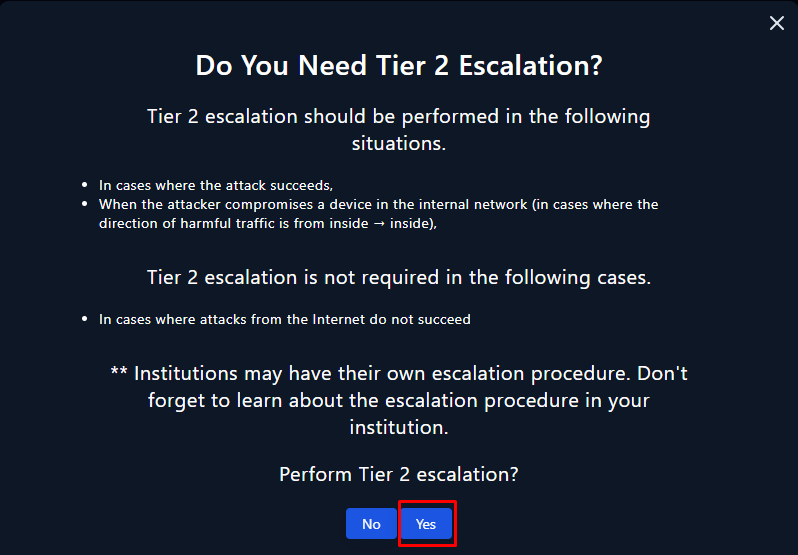 Do You Need Tier 2 Escalation?
Tier 2 escalation should be performed in the following
situations.
• In cases where the attack succeeds,
• When the attacker compromises a device in the internal network (in cases where the
direction of harmful traffic is from inside → inside),
Tier 2 escalation is not required in the following cases.
• In cases where attacks from the Internet do not succeed
** Institutions may have their own escalation procedure. Don't
forget to learn about the escalation procedure in your
institution.
Perform Tier 2 escalation?
No Yes